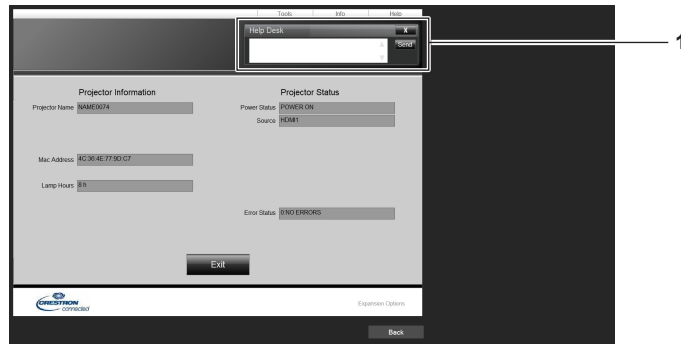 Tools Info Help
Help Desk X
Send
1
Projector Information Projector Status
Projector Name NAME0074 Power Status POWER ON
Source HDMI1
Mac Address 4C:36:4E:77:9D:C7
Lamp Hours 8 h
Error Status 0:NO ERRORS
Exit
CRESTRON connected Expansion Options
Back